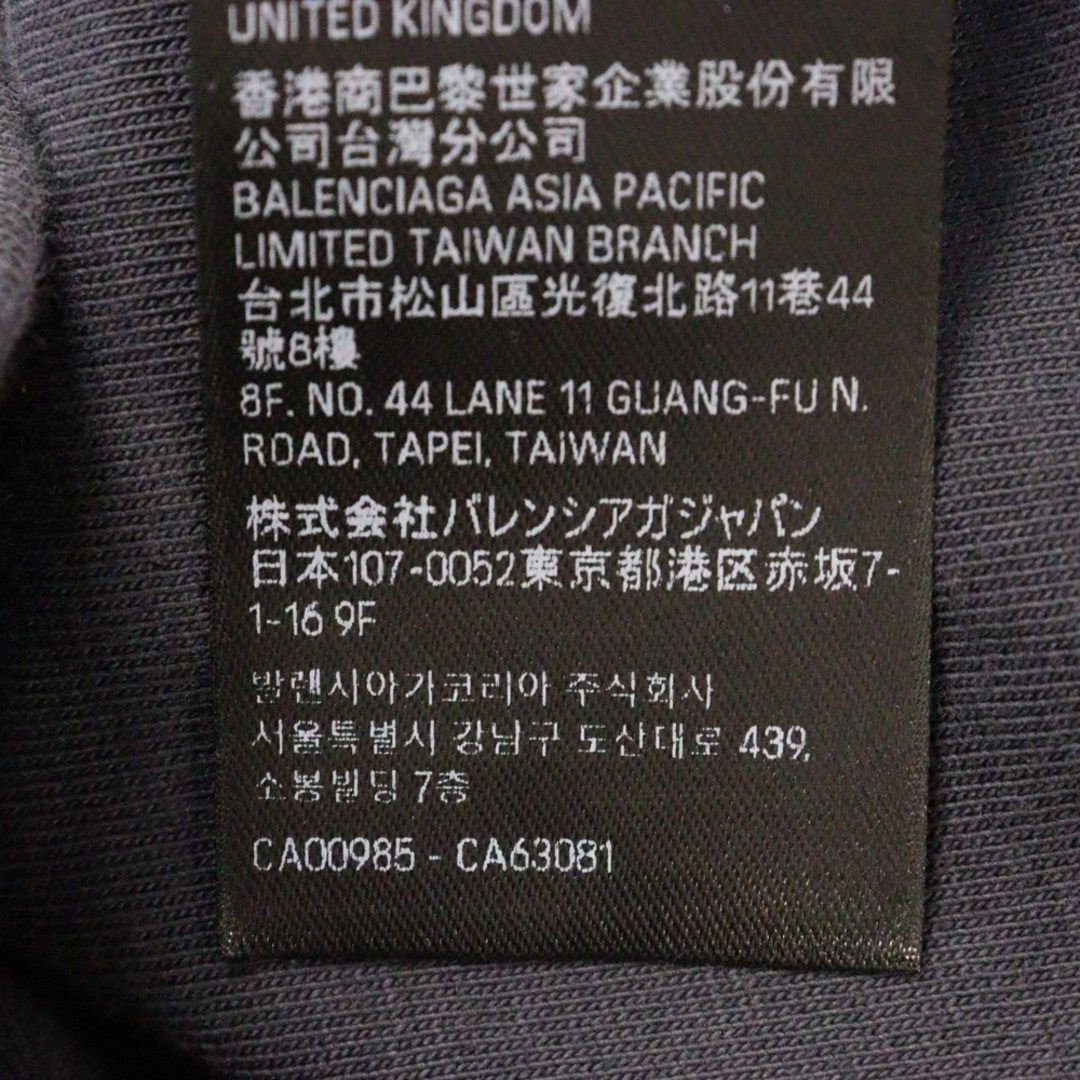 UNITED KINGDOM
香港商巴黎世家企業股份有限
公司台灣分公司
BALENCIAGA ASIA PACIFIC
LIMITED TAIWAN BRANCH
台北市松山區光復北路11巷44
號8樓
8F. NO. 44 LANE 11 GUANG-FU N.
ROAD, TAPEI, TAIWAN
株式会社バレンシアガジャパン
日本107-0052東京都港区赤坂7-
1-16 9F
발렌시아가코리아 주식회사
서울특별시 강남구 도산대로 439,
소봉빌딩 7층
CA00985 - CA63081